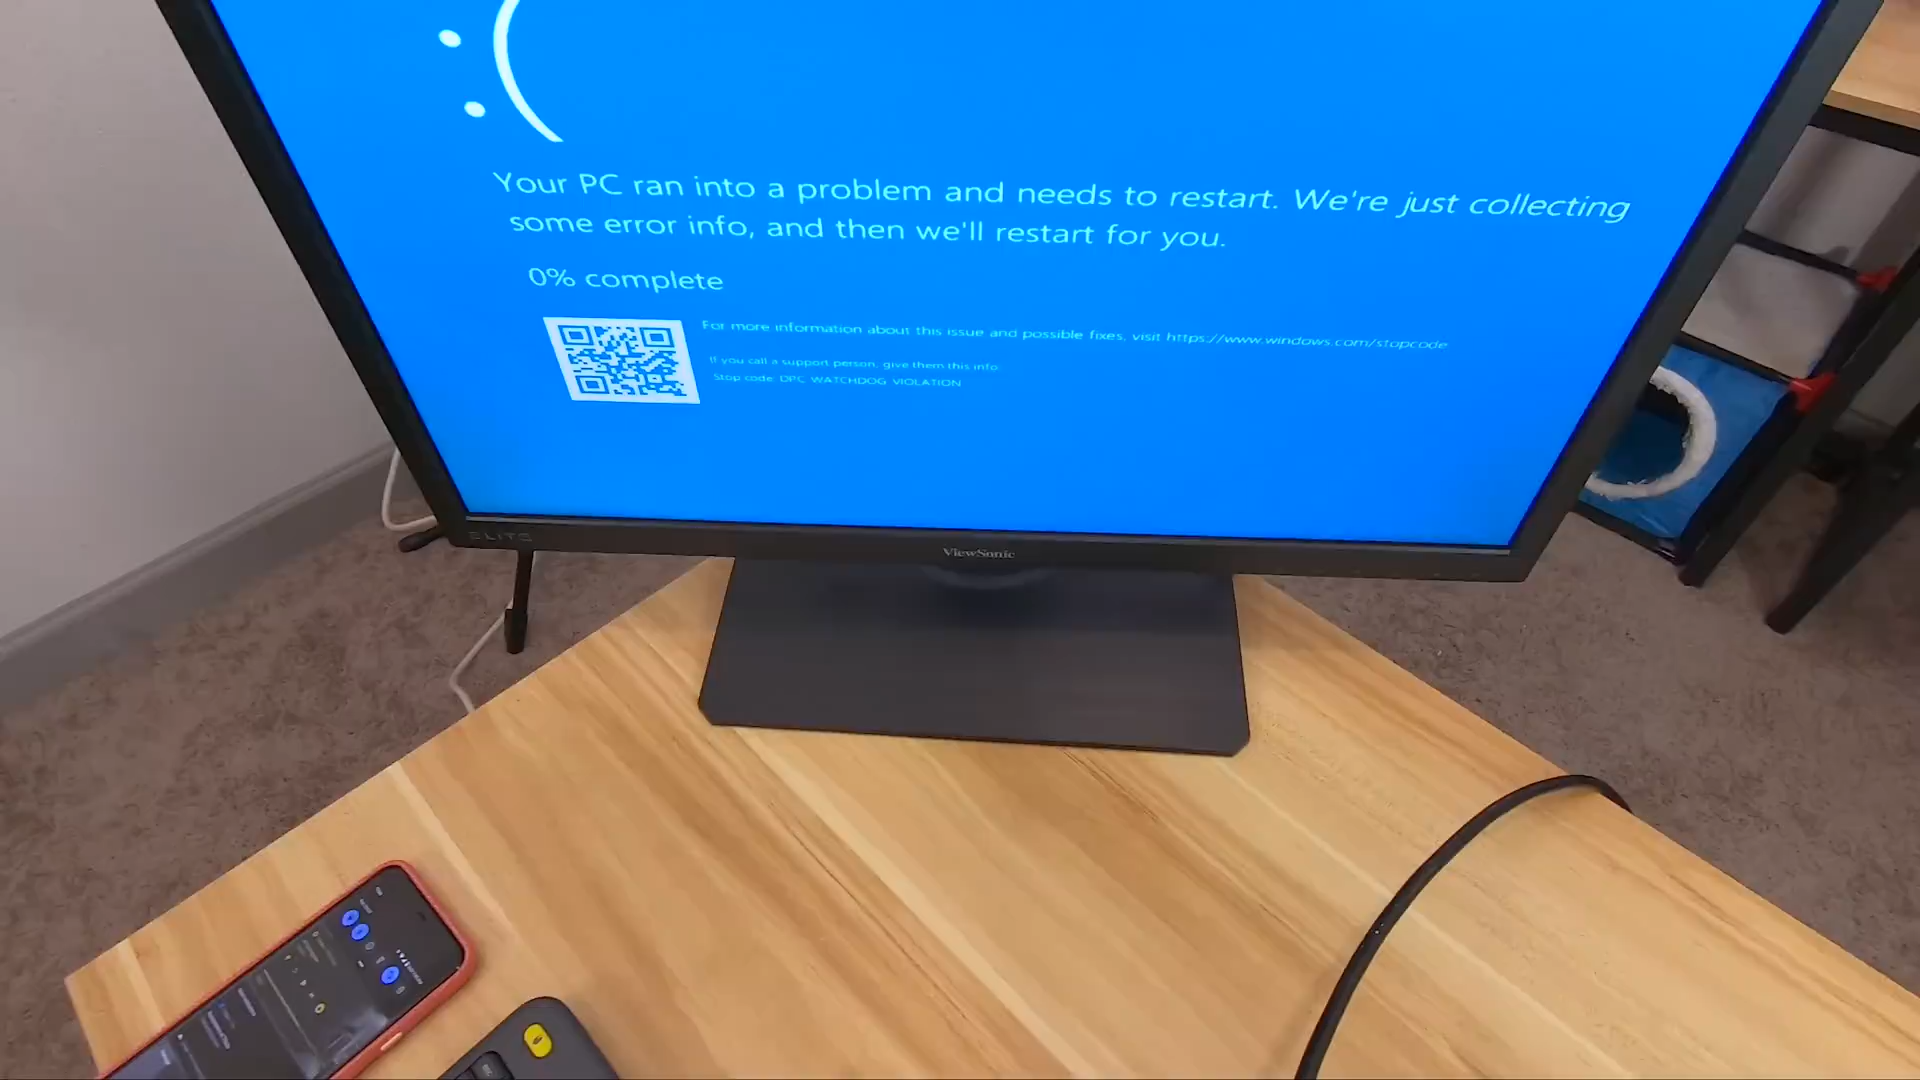 Your PC ran into a problem and needs to restart. We're just collecting
some error info, and then we'll restart for you.
0% complete
For more information about this issue and possible fixes, visit https://www.windows.com/stopcode
If you call a support person, give them this info:
Stop code: DPC WATCHDOG VIOLATION
ELITE
ViewSonic